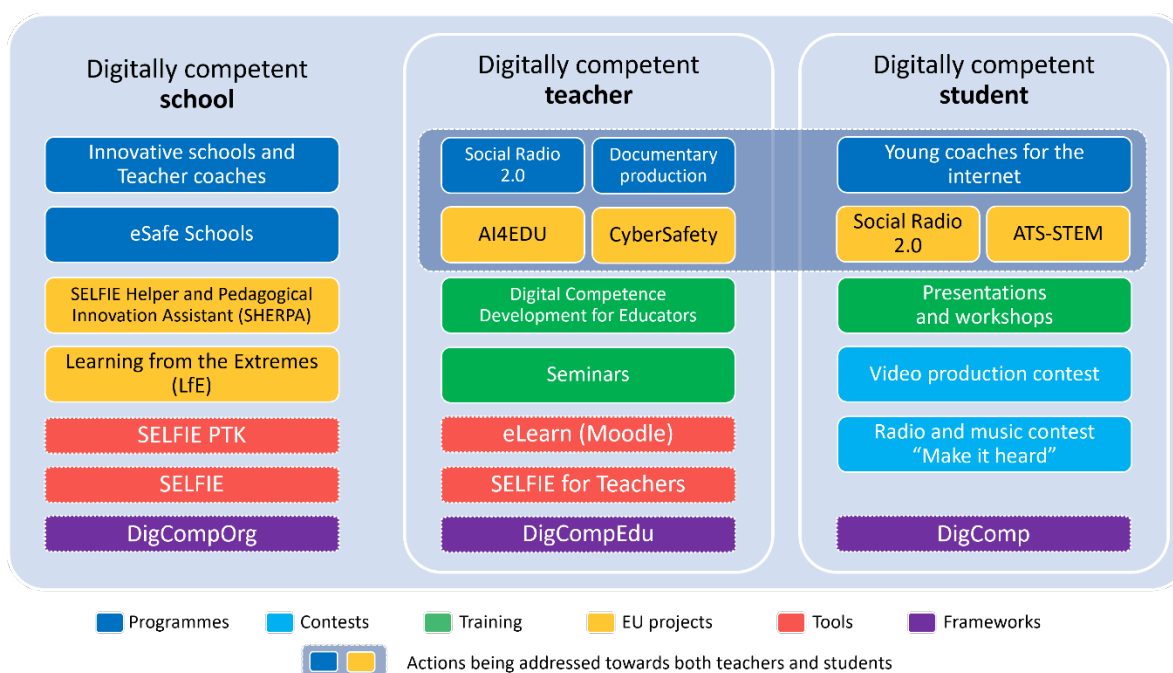 Digitally competent
school
Innovative schools and
Teacher coaches
eSafe Schools
SELFIE Helper and Pedagogical
Innovation Assistant (SHERPA)
Learning from the Extremes
(LfE)
SELFIE PTK
SELFIE
DigCompOrg
Digitally competent
teacher
Social Radio
2.0
Documentary
production
AI4EDU
CyberSafety
Digital Competence
Development for Educators
Seminars
eLearn (Moodle)
SELFIE for Teachers
DigCompEdu
Digitally competent
student
Young coaches for the
internet
Social Radio
2.0
ATS-STEM
Presentations
and workshops
Video production contest
Radio and music contest
“Make it heard”
DigComp
Programmes
Contests
Training
EU projects
Tools
Frameworks
Actions being addressed towards both teachers and students